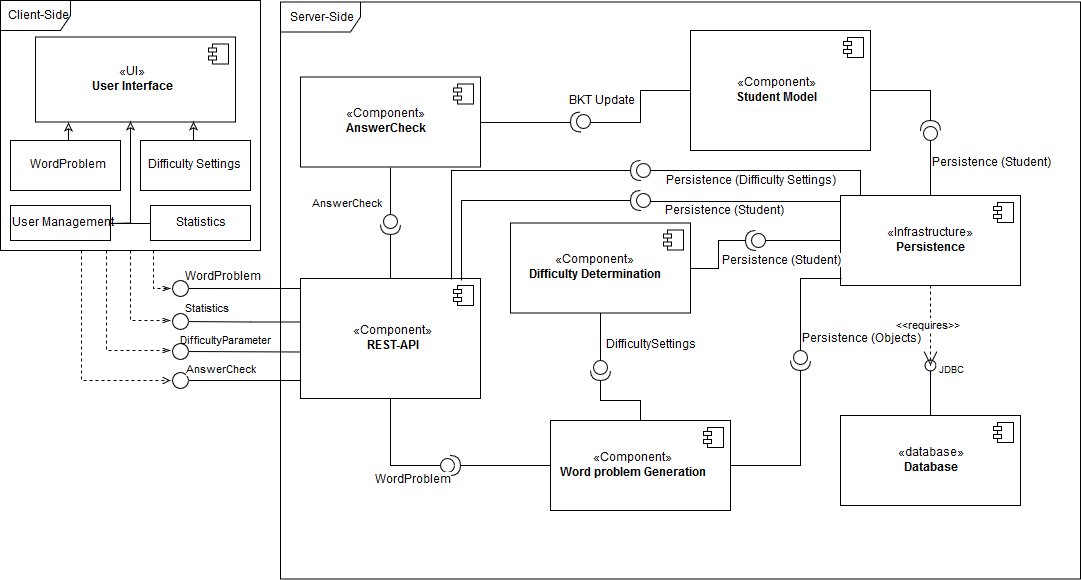 Client-Side
«UI»
User Interface
WordProblem
Difficulty Settings
User Management
Statistics
WordProblem
Statistics
DifficultyParameter
AnswerCheck
Server-Side
«Component»
AnswerCheck
BKT Update
«Component»
Student Model
Persistence (Student)
AnswerCheck
Persistence (Difficulty Settings)
Persistence (Student)
«Infrastructure»
Persistence
«Component»
Difficulty Determination
Persistence (Student)
«Component»
REST-API
DifficultySettings
Persistence (Objects)
<<requires>>
JDBC
WordProblem
«Component»
Word problem Generation
«database»
Database